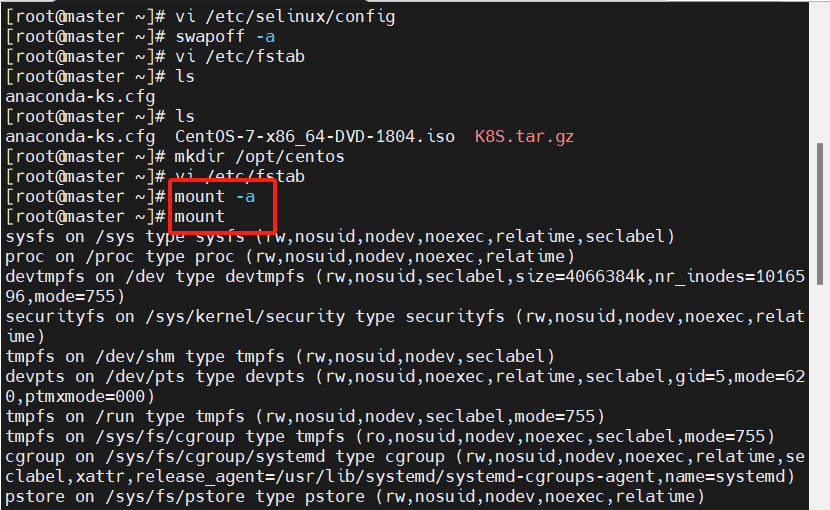 [root@master ~]# vi /etc/selinux/config
[root@master ~]# swapoff -a
[root@master ~]# vi /etc/fstab
[root@master ~]# ls
anaconda-ks.cfg
[root@master ~]# ls
anaconda-ks.cfg  CentOS-7-x86_64-DVD-1804.iso  K8S.tar.gz
[root@master ~]# mkdir /opt/centos
[root@master ~]# vi /etc/fstab
[root@master ~]# mount -a
[root@master ~]# mount
sysfs on /sys type sysfs (rw,nosuid,nodev,noexec,relatime,seclabel)
proc on /proc type proc (rw,nosuid,nodev,noexec,relatime)
devtmpfs on /dev type devtmpfs (rw,nosuid,seclabel,size=4066384k,nr_inodes=10165
96,mode=755)
securityfs on /sys/kernel/security type securityfs (rw,nosuid,nodev,noexec,relat
ime)
tmpfs on /dev/shm type tmpfs (rw,nosuid,nodev,seclabel)
devpts on /dev/pts type devpts (rw,nosuid,noexec,relatime,seclabel,gid=5,mode=62
0,ptmxmode=000)
tmpfs on /run type tmpfs (rw,nosuid,nodev,seclabel,mode=755)
tmpfs on /sys/fs/cgroup type tmpfs (ro,nosuid,nodev,noexec,seclabel,mode=755)
cgroup on /sys/fs/cgroup/systemd type cgroup (rw,nosuid,nodev,noexec,relatime,se
clabel,xattr,release_agent=/usr/lib/systemd/systemd-cgroups-agent,name=systemd)
pstore on /sys/fs/pstore type pstore (rw,nosuid,nodev,noexec,relatime)